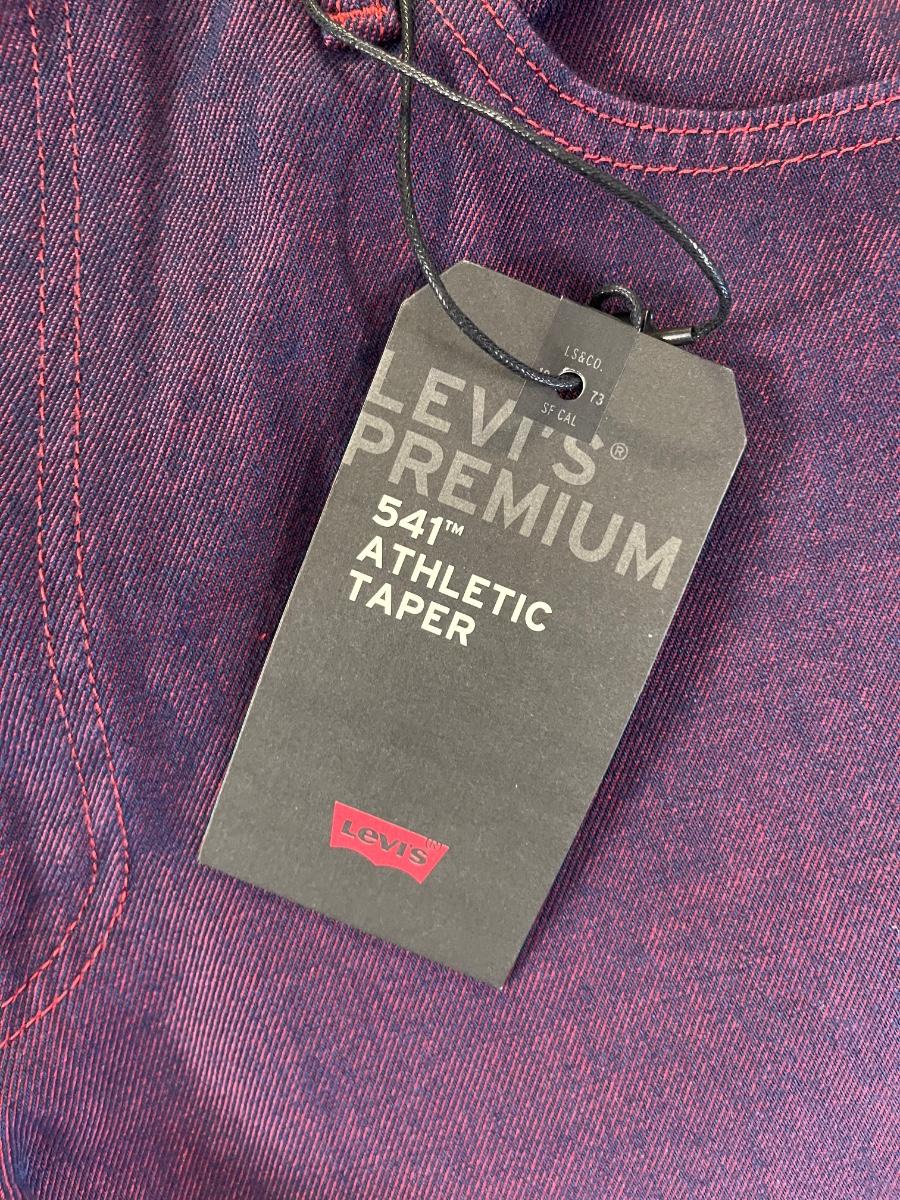 LS&CO.
73
SF CAL
LEVI'S®
PREMIUM
541™
ATHLETIC
TAPER
Levi's